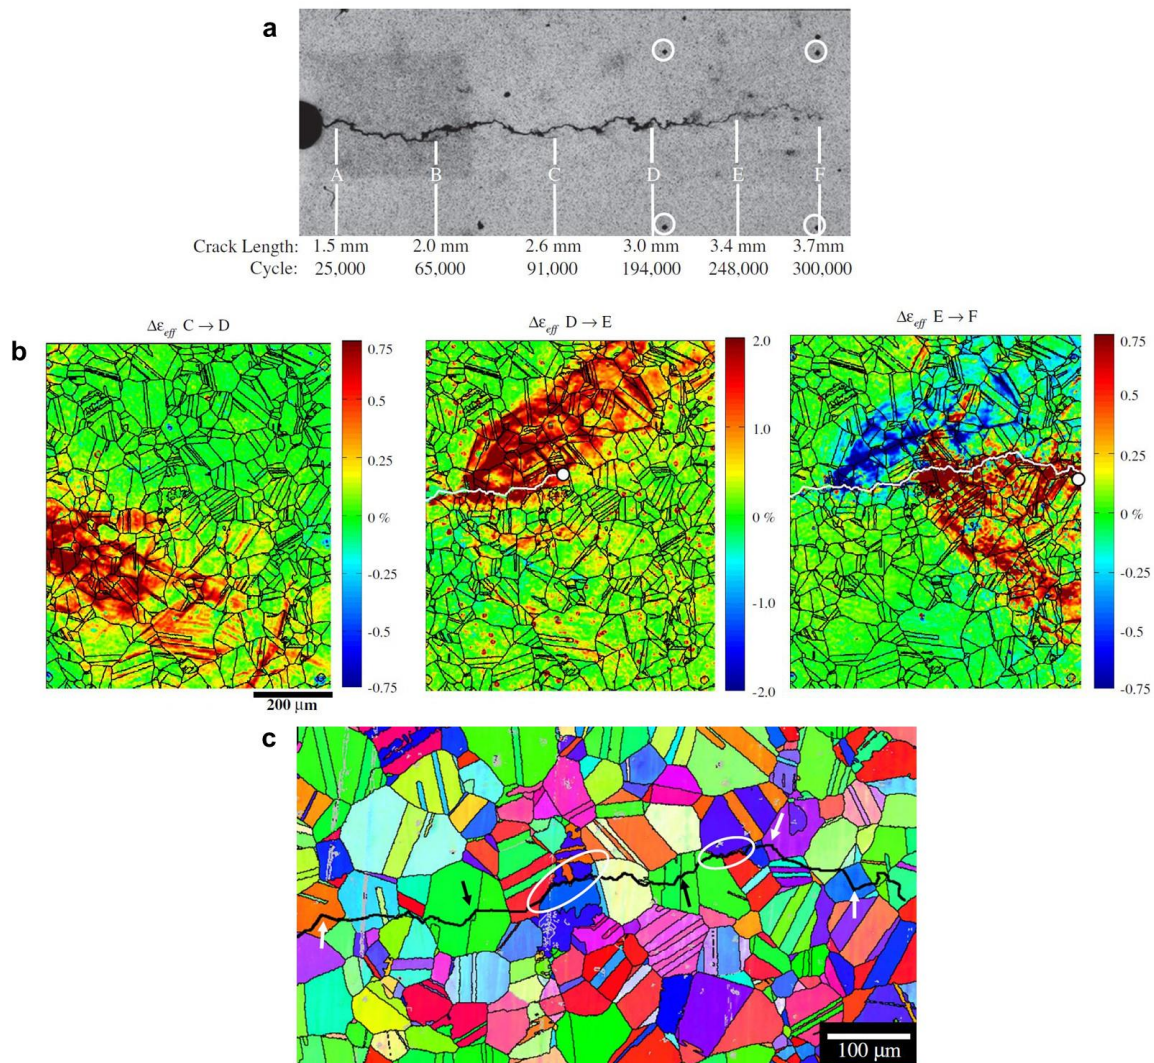 a
A B C D E F
Crack Length: 1.5 mm 2.0 mm 2.6 mm 3.0 mm 3.4 mm 3.7mm
Cycle: 25,000 65,000 91,000 194,000 248,000 300,000
b
Δε_eff C → D
0.75
0.5
0.25
0 %
-0.25
-0.5
-0.75
200 μm
Δε_eff D → E
2.0
1.0
0 %
-1.0
-2.0
Δε_eff E → F
0.75
0.5
0.25
0 %
-0.25
-0.5
-0.75
c
100 μm